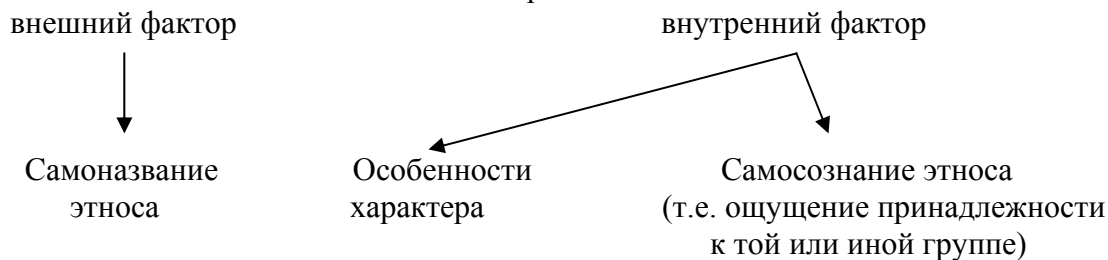 внешний фактор внутренний фактор
Самоназвание Особенности Самосознание этноса
этноса характера (т.е. ощущение принадлежности
к той или иной группе)